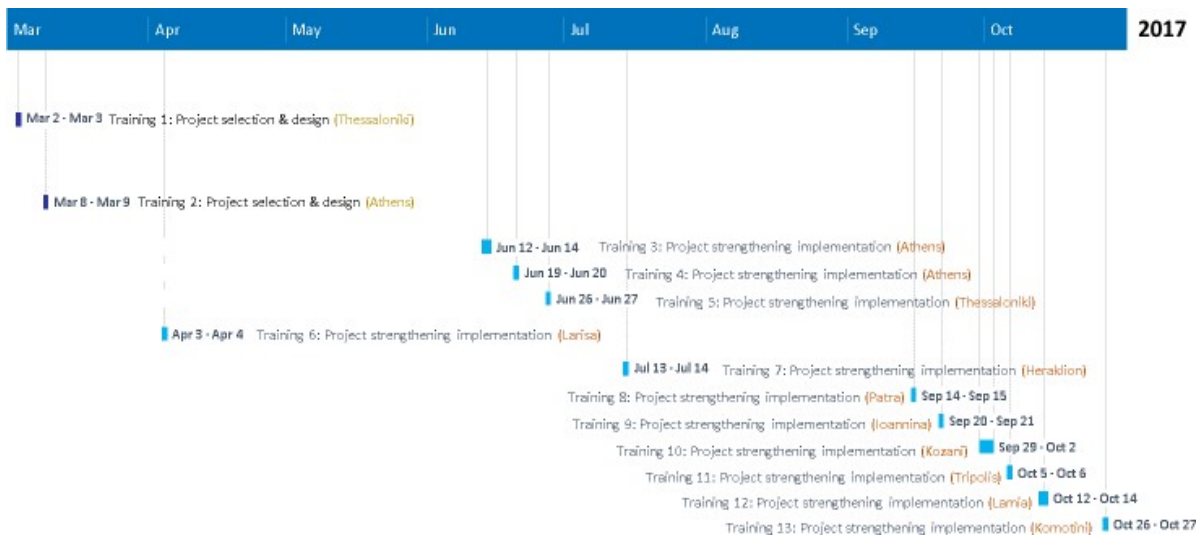 Mar Apr May Jun Jul Aug Sep Oct 2017
Mar 2 - Mar 3 Training 1: Project selection & design (Thessaloniki)
Mar 8 - Mar 9 Training 2: Project selection & design (Athens)
Jun 12 - Jun 14 Training 3: Project strengthening implementation (Athens)
Jun 19 - Jun 20 Training 4: Project strengthening implementation (Athens)
Jun 26 - Jun 27 Training 5: Project strengthening implementation (Thessaloniki)
Apr 3 - Apr 4 Training 6: Project strengthening implementation (Larisa)
Jul 13 - Jul 14 Training 7: Project strengthening implementation (Heraklion)
Training 8: Project strengthening implementation (Patra) Sep 14 - Sep 15
Training 9: Project strengthening implementation (Ioannina) Sep 20 - Sep 21
Training 10: Project strengthening implementation (Kozani) Sep 29 - Oct 2
Training 11: Project strengthening implementation (Tripolis) Oct 5 - Oct 6
Training 12: Project strengthening implementation (Lamia) Oct 12 - Oct 14
Training 13: Project strengthening implementation (Komotini) Oct 26 - Oct 27